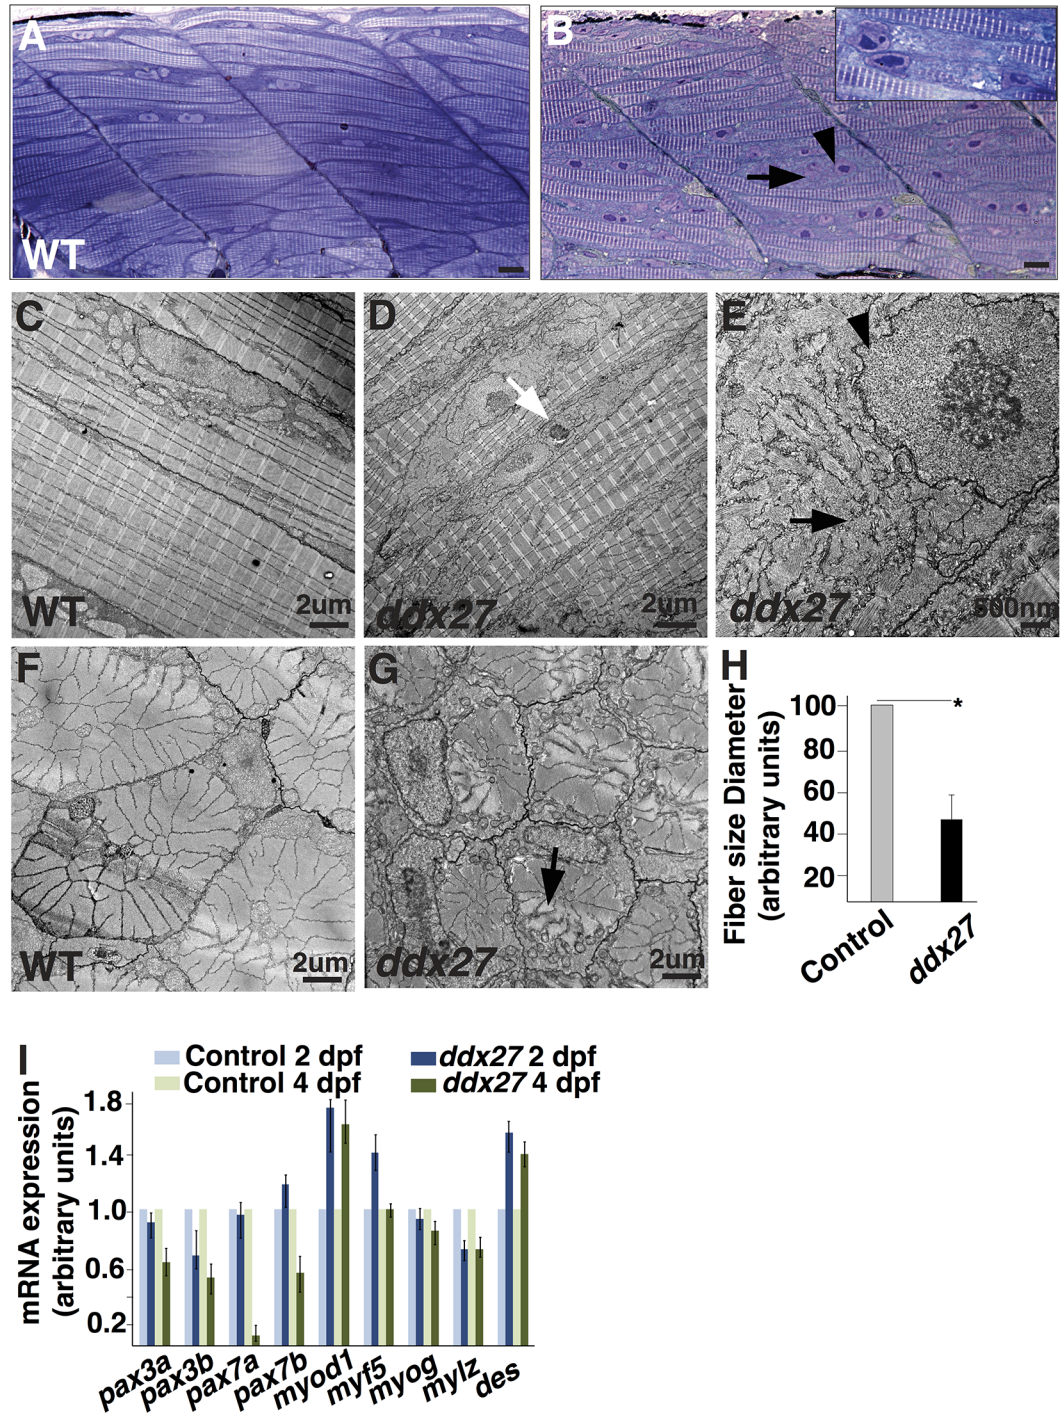 A
WT
B
C
WT
2um
D
ddx27
2um
E
ddx27
500nm
F
WT
2um
G
ddx27
2um
H
Fiber size Diameter
(arbitrary units)
100
80
60
40
20
*
Control
ddx27
I
Control 2 dpf
ddx27 2 dpf
Control 4 dpf
ddx27 4 dpf
mRNA expression
(arbitrary units)
1.8
1.4
1.0
0.6
0.2
pax3a
pax3b
pax7a
pax7b
myod1
myf5
myog
mylz
des